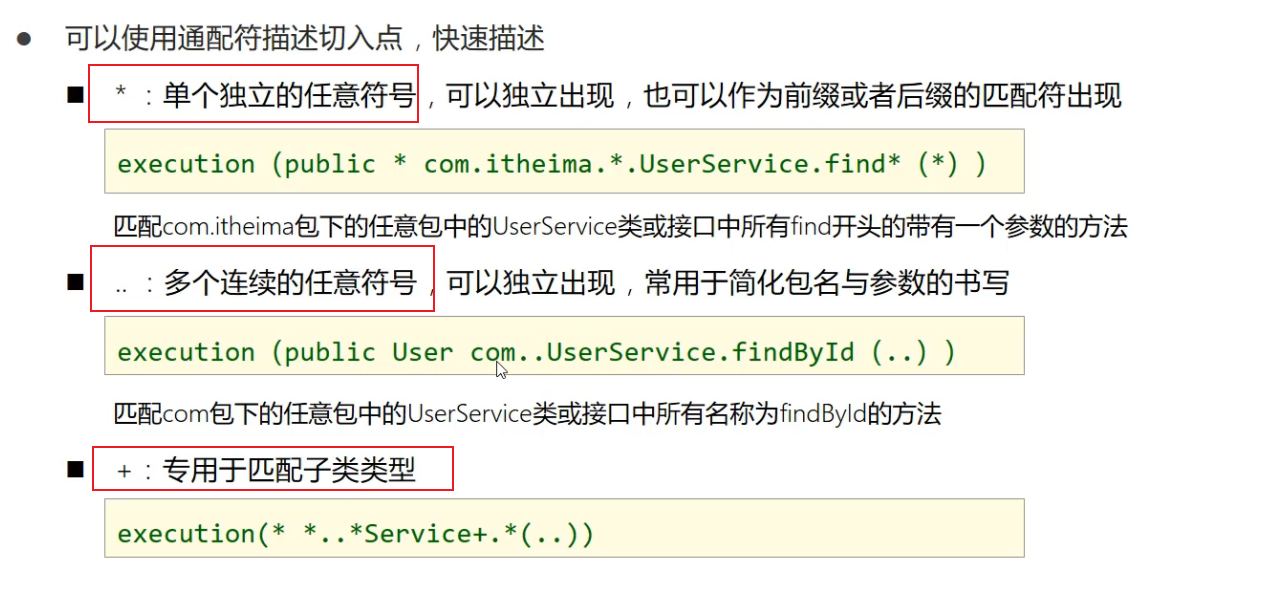 ● 可以使用通配符描述切入点，快速描述
■ * ：单个独立的任意符号，可以独立出现，也可以作为前缀或者后缀的匹配符出现
execution (public * com.itheima.*.UserService.find* (*) )
匹配com.itheima包下的任意包中的UserService类或接口中所有find开头的带有一个参数的方法
■ .. ：多个连续的任意符号，可以独立出现，常用于简化包名与参数的书写
execution (public User com..UserService.findById (..) )
匹配com包下的任意包中的UserService类或接口中所有名称为findById的方法
■ + ：专用于匹配子类类型
execution(* *..*Service+.*(..))